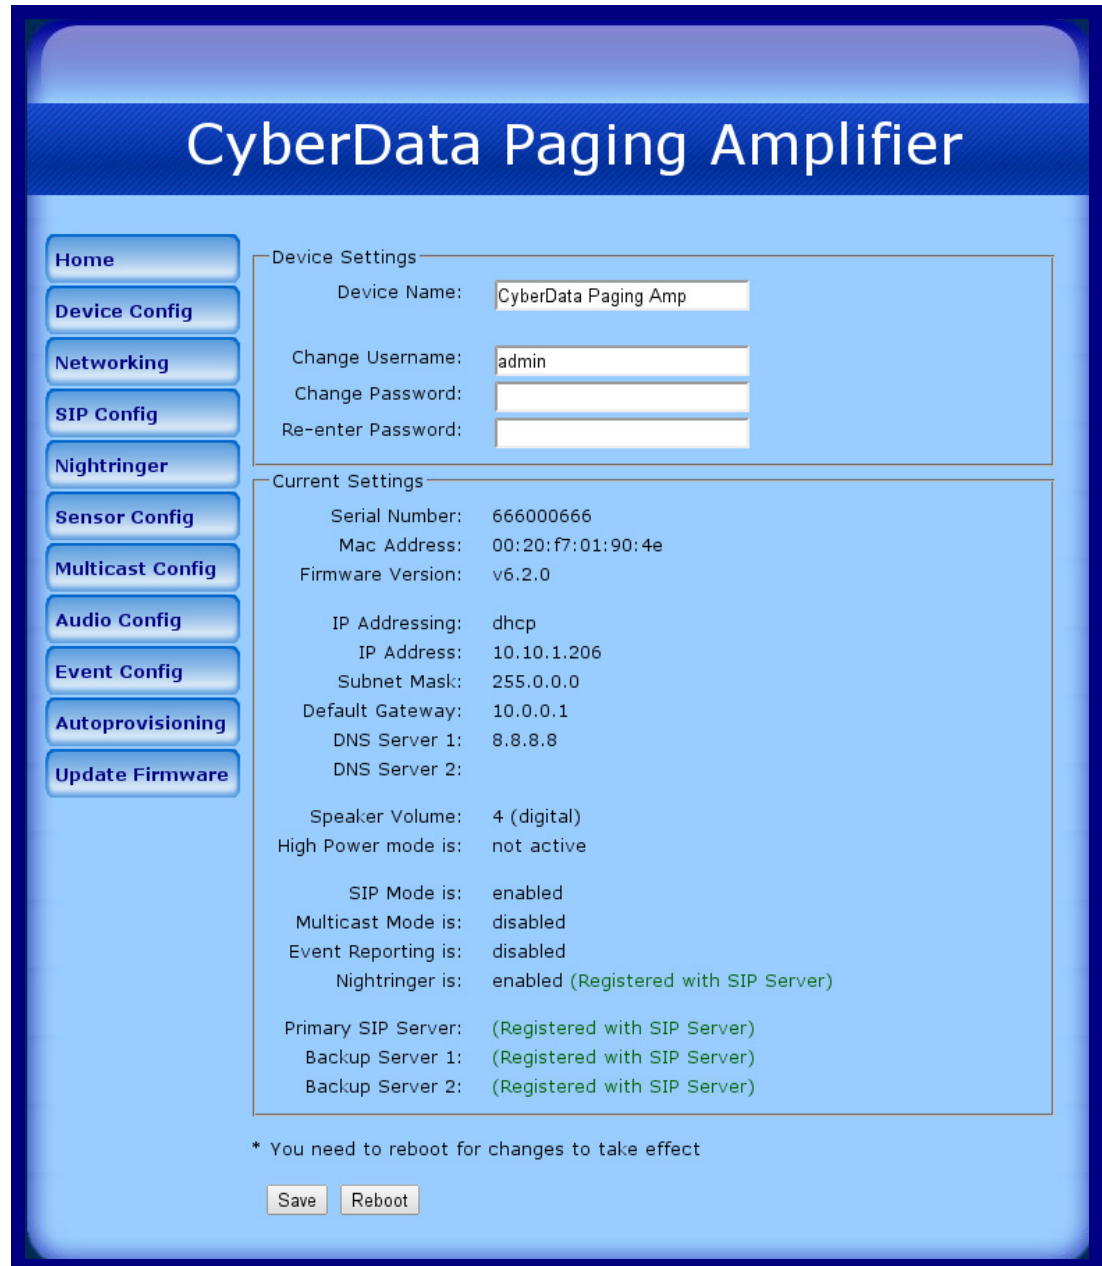 CyberData Paging Amplifier
Home
Device Config
Networking
SIP Config
Nightringer
Sensor Config
Multicast Config
Audio Config
Event Config
Autoprovisioning
Update Firmware
Device Settings
Device Name: CyberData Paging Amp
Change Username: admin
Change Password:
Re-enter Password:
Current Settings
Serial Number: 666000666
Mac Address: 00:20:f7:01:90:4e
Firmware Version: v6.2.0
IP Addressing: dhcp
IP Address: 10.10.1.206
Subnet Mask: 255.0.0.0
Default Gateway: 10.0.0.1
DNS Server 1: 8.8.8.8
DNS Server 2:
Speaker Volume: 4 (digital)
High Power mode is: not active
SIP Mode is: enabled
Multicast Mode is: disabled
Event Reporting is: disabled
Nightringer is: enabled (Registered with SIP Server)
Primary SIP Server: (Registered with SIP Server)
Backup Server 1: (Registered with SIP Server)
Backup Server 2: (Registered with SIP Server)
* You need to reboot for changes to take effect
Save Reboot